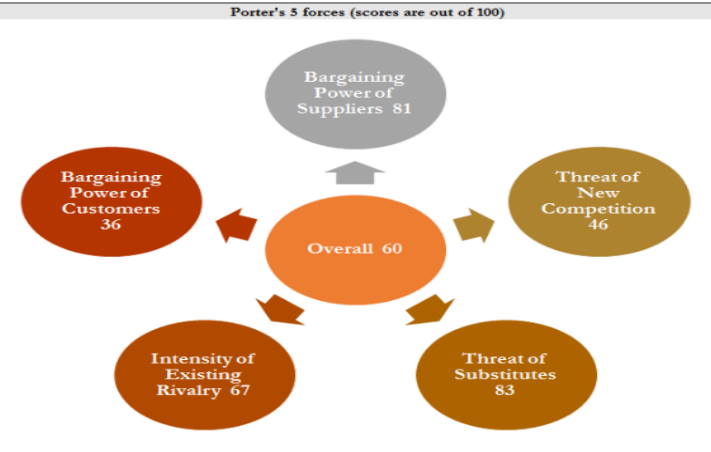 Porter's 5 forces (scores are out of 100)
Bargaining
Power of
Suppliers 81
Bargaining
Power of
Customers
36
Threat of
New
Competition
46
Overall 60
Intensity of
Existing
Rivalry 67
Threat of
Substitutes
83